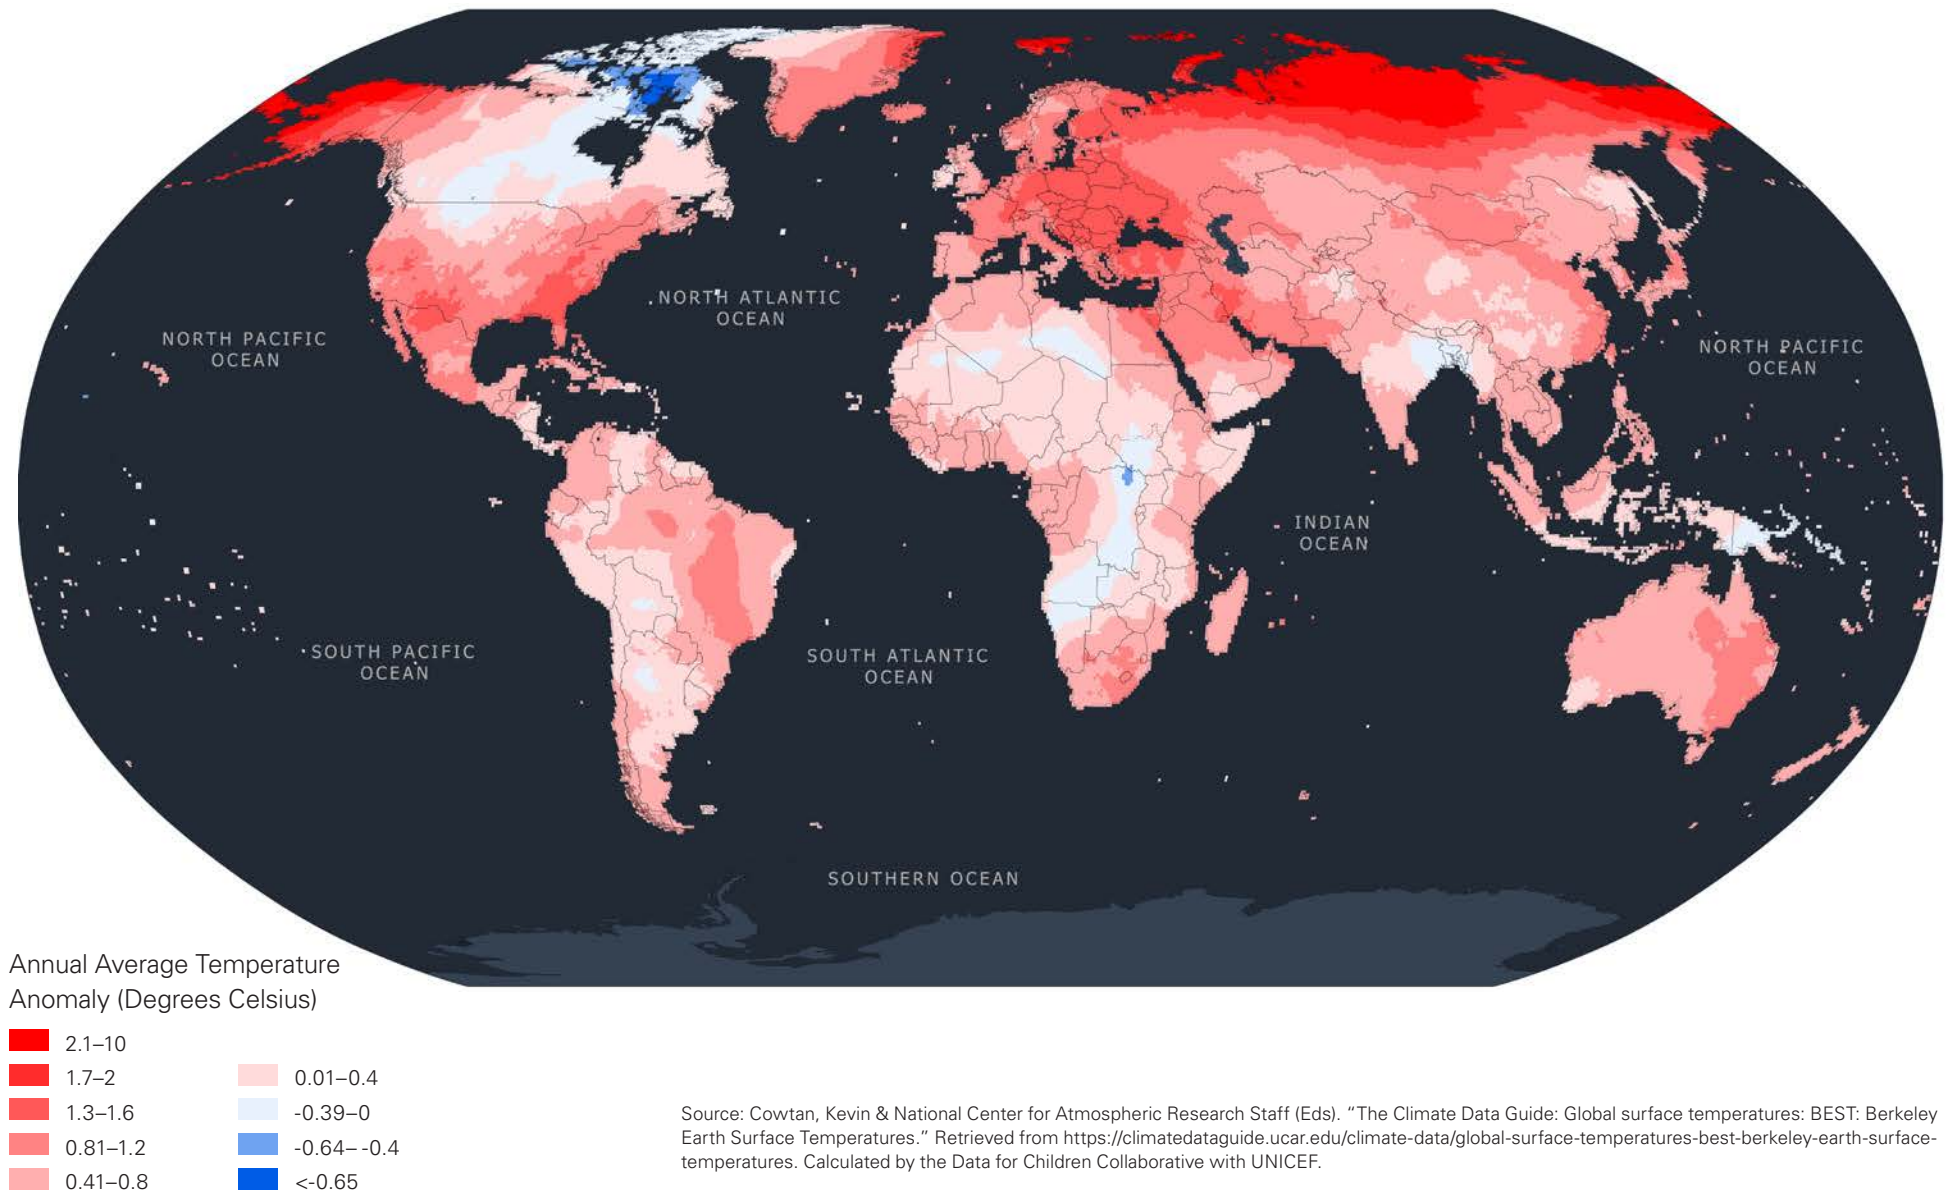 NORTH ATLANTIC
OCEAN
NORTH PACIFIC
OCEAN
NORTH PACIFIC
OCEAN
INDIAN
OCEAN
SOUTH PACIFIC
OCEAN
SOUTH ATLANTIC
OCEAN
SOUTHERN OCEAN
Annual Average Temperature
Anomaly (Degrees Celsius)
2.1–10
1.7–2
1.3–1.6
0.81–1.2
0.41–0.8
0.01–0.4
-0.39–0
-0.64– -0.4
<-0.65
Source: Cowtan, Kevin & National Center for Atmospheric Research Staff (Eds). “The Climate Data Guide: Global surface temperatures: BEST: Berkeley
Earth Surface Temperatures.” Retrieved from https://climatedataguide.ucar.edu/climate-data/global-surface-temperatures-best-berkeley-earth-surface-
temperatures. Calculated by the Data for Children Collaborative with UNICEF.